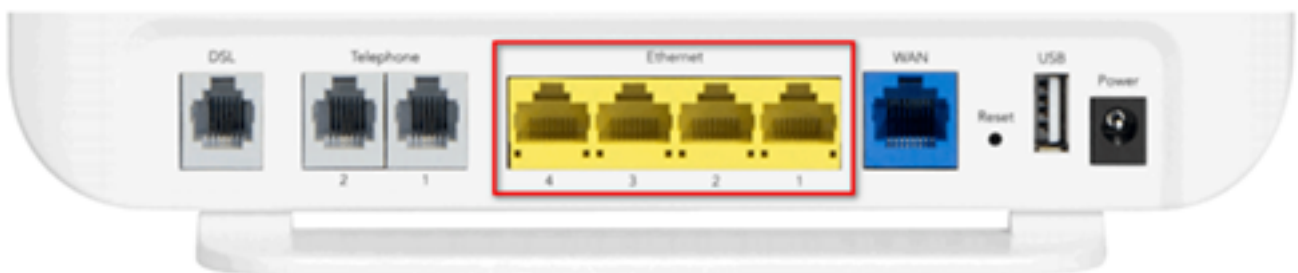 DSL Telephone Ethernet WAN USB
Power
Reset
2 1 4 3 2 1